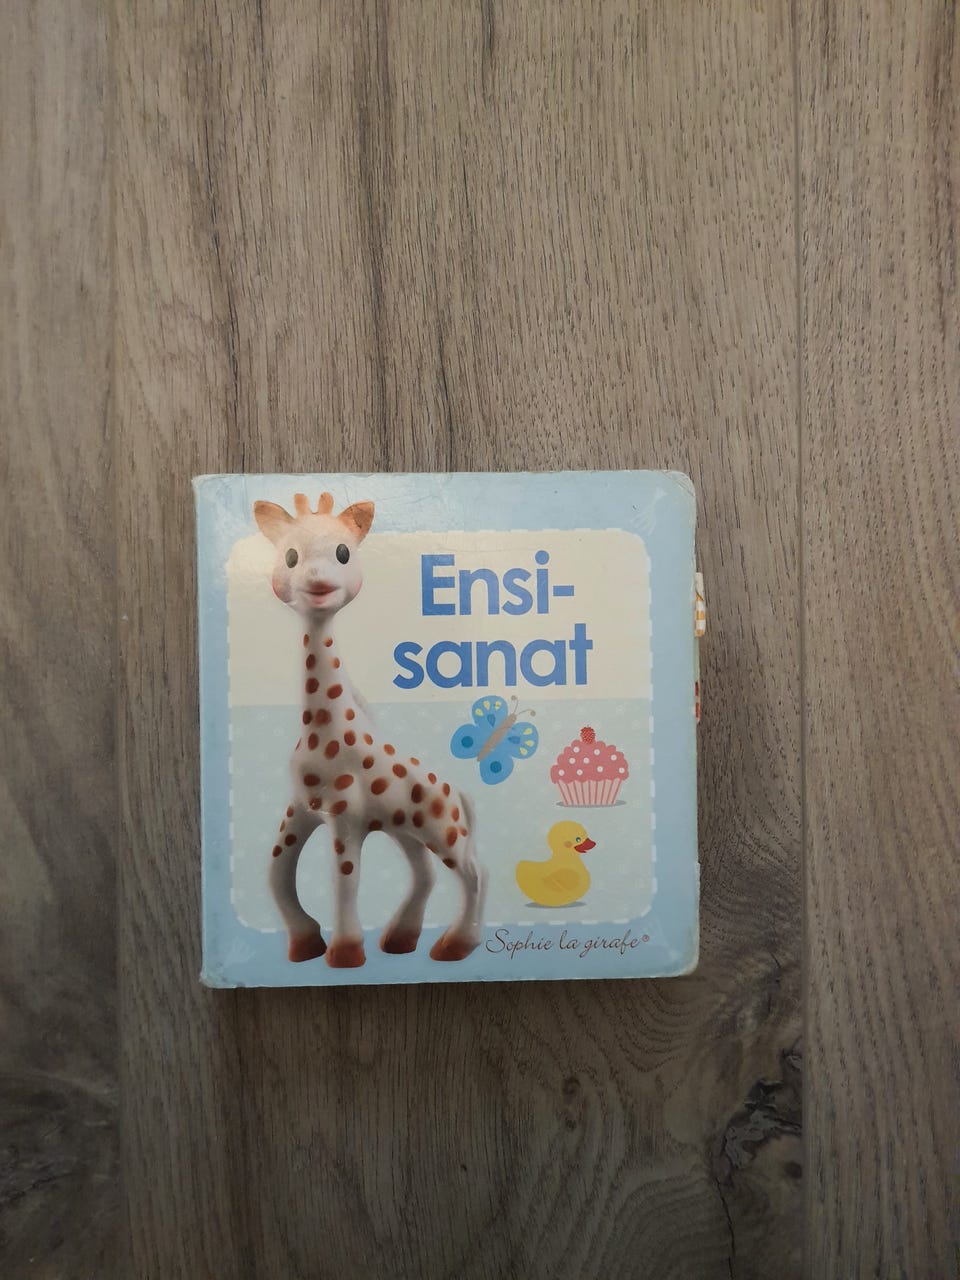 Ensi-
sanat
Sophie la girafe®